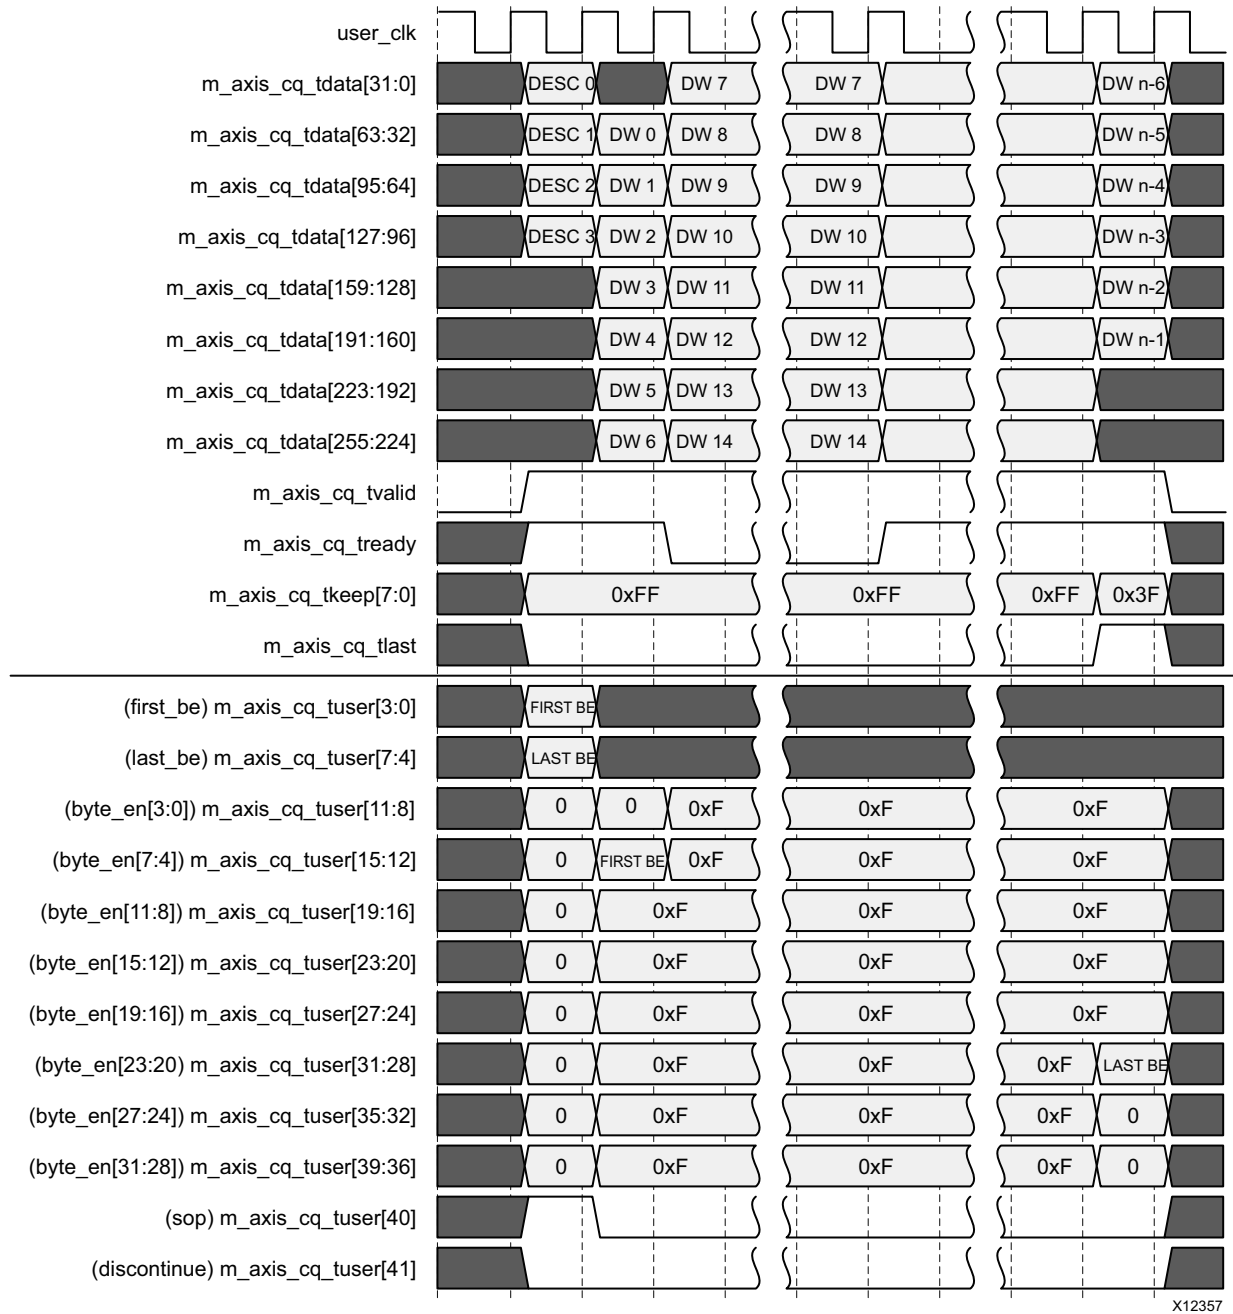 user_clk
m_axis_cq_tdata[31:0] DESC 0 DW 7 DW 7 DW n-6
m_axis_cq_tdata[63:32] DESC 1 DW 0 DW 8 DW 8 DW n-5
m_axis_cq_tdata[95:64] DESC 2 DW 1 DW 9 DW 9 DW n-4
m_axis_cq_tdata[127:96] DESC 3 DW 2 DW 10 DW 10 DW n-3
m_axis_cq_tdata[159:128] DW 3 DW 11 DW 11 DW n-2
m_axis_cq_tdata[191:160] DW 4 DW 12 DW 12 DW n-1
m_axis_cq_tdata[223:192] DW 5 DW 13 DW 13
m_axis_cq_tdata[255:224] DW 6 DW 14 DW 14
m_axis_cq_tvalid
m_axis_cq_tready
m_axis_cq_tkeep[7:0] 0xFF 0xFF 0xFF 0x3F
m_axis_cq_tlast
(first_be) m_axis_cq_tuser[3:0] FIRST BE
(last_be) m_axis_cq_tuser[7:4] LAST BE
(byte_en[3:0]) m_axis_cq_tuser[11:8] 0 0 0xF 0xF 0xF
(byte_en[7:4]) m_axis_cq_tuser[15:12] 0 FIRST BE 0xF 0xF 0xF
(byte_en[11:8]) m_axis_cq_tuser[19:16] 0 0xF 0xF 0xF
(byte_en[15:12]) m_axis_cq_tuser[23:20] 0 0xF 0xF 0xF
(byte_en[19:16]) m_axis_cq_tuser[27:24] 0 0xF 0xF 0xF
(byte_en[23:20) m_axis_cq_tuser[31:28] 0 0xF 0xF 0xF LAST BE
(byte_en[27:24]) m_axis_cq_tuser[35:32] 0 0xF 0xF 0xF 0
(byte_en[31:28]) m_axis_cq_tuser[39:36] 0 0xF 0xF 0xF 0
(sop) m_axis_cq_tuser[40]
(discontinue) m_axis_cq_tuser[41]
X12357